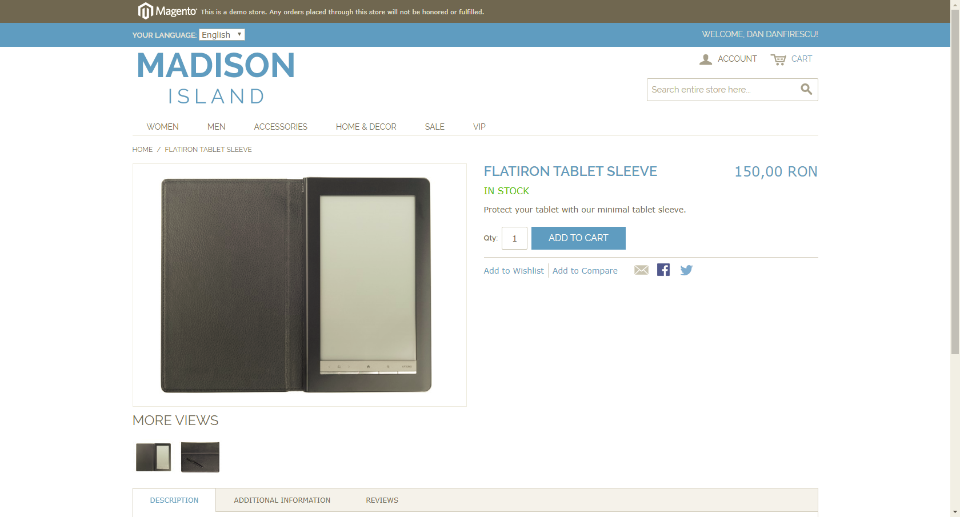 Magento This is a demo store. Any orders placed through this store will not be honored or fulfilled.
YOUR LANGUAGE: English WELCOME, DAN DANFIRESCU!
MADISON
ISLAND
ACCOUNT CART
Search entire store here...
WOMEN MEN ACCESSORIES HOME & DECOR SALE VIP
HOME / FLATIRON TABLET SLEEVE
FLATIRON TABLET SLEEVE 150,00 RON
IN STOCK
Protect your tablet with our minimal tablet sleeve.
Qty: 1 ADD TO CART
Add to Wishlist Add to Compare
MORE VIEWS
DESCRIPTION ADDITIONAL INFORMATION REVIEWS